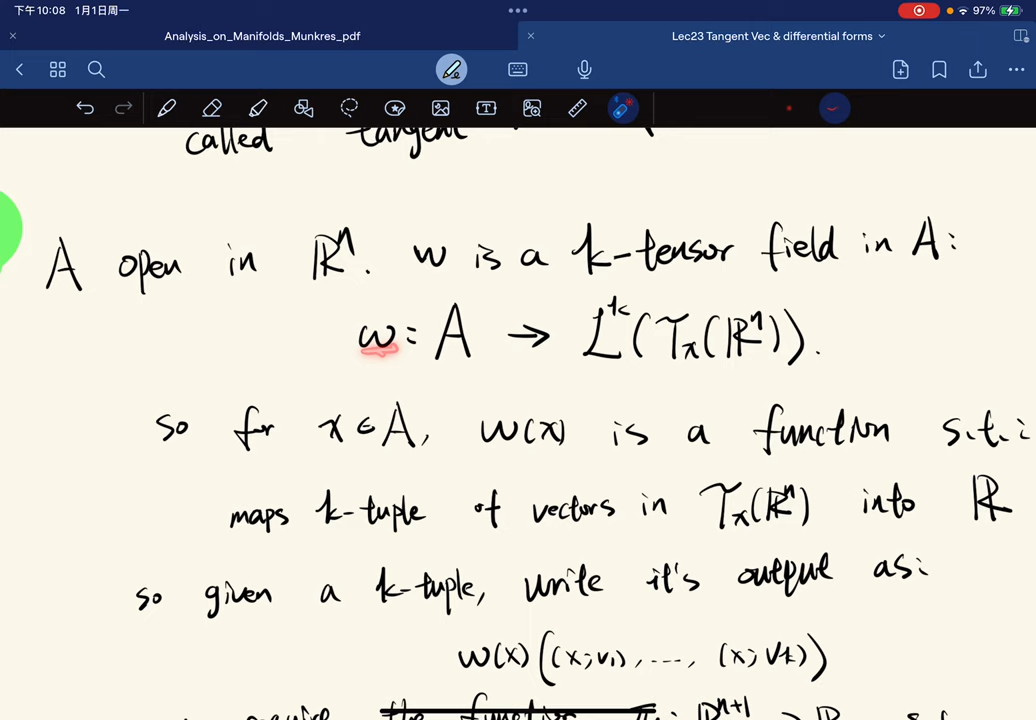 下午10:08 1月1日周一
97%
Analysis_on_Manifolds_Munkres_pdf
Lec23 Tangent Vec & differential forms
called tangent
A open in ℝⁿ. w is a k-tensor field in A:
w: A → 𝓛ᵏ(𝒯ₓ(ℝⁿ)).
so for x ∈ A, w(x) is a function s.t.:
maps k-tuple of vectors in 𝒯ₓ(ℝⁿ) into ℝ
so given a k-tuple, write it's output as:
w(x)((x;v₁), ...., (x; vₖ))
the function